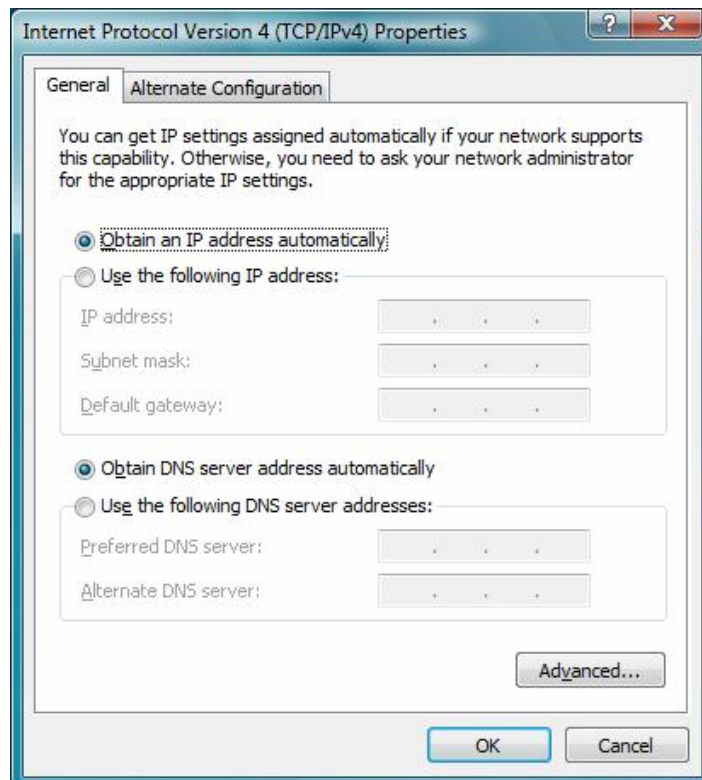 Internet Protocol Version 4 (TCP/IPv4) Properties
?
General
Alternate Configuration
You can get IP settings assigned automatically if your network supports
this capability. Otherwise, you need to ask your network administrator
for the appropriate IP settings.
Obtain an IP address automatically
Use the following IP address:
IP address:
Subnet mask:
Default gateway:
Obtain DNS server address automatically
Use the following DNS server addresses:
Preferred DNS server:
Alternate DNS server:
Advanced...
OK
Cancel